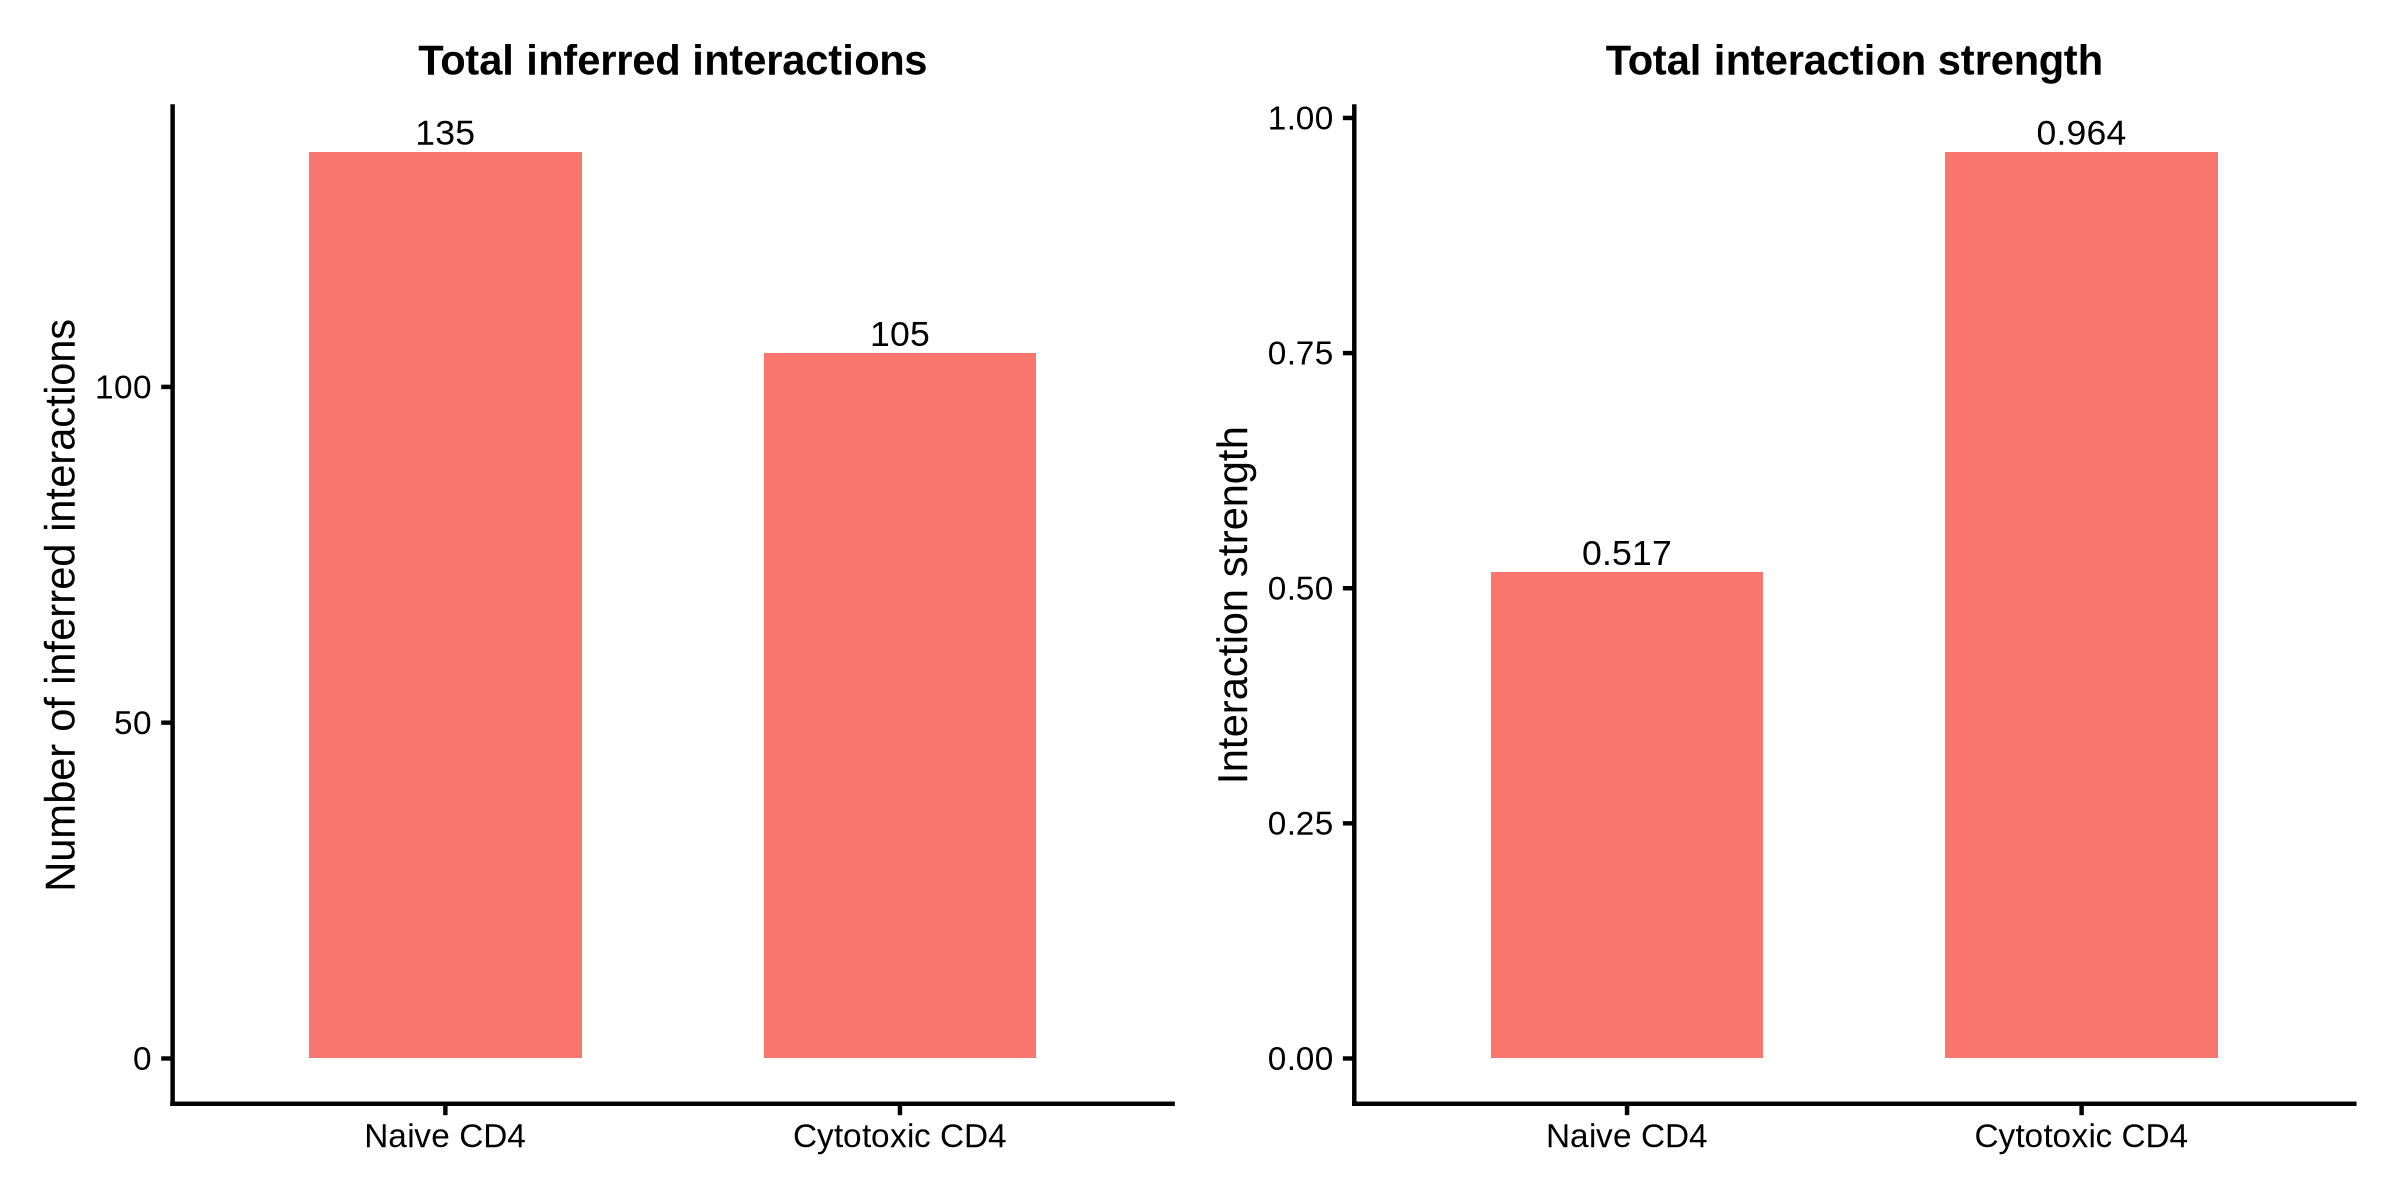 Total inferred interactions
Number of inferred interactions
135
105
100
50
0
Naive CD4
Cytotoxic CD4
Total interaction strength
Interaction strength
1.00
0.964
0.75
0.517
0.50
0.25
0.00
Naive CD4
Cytotoxic CD4